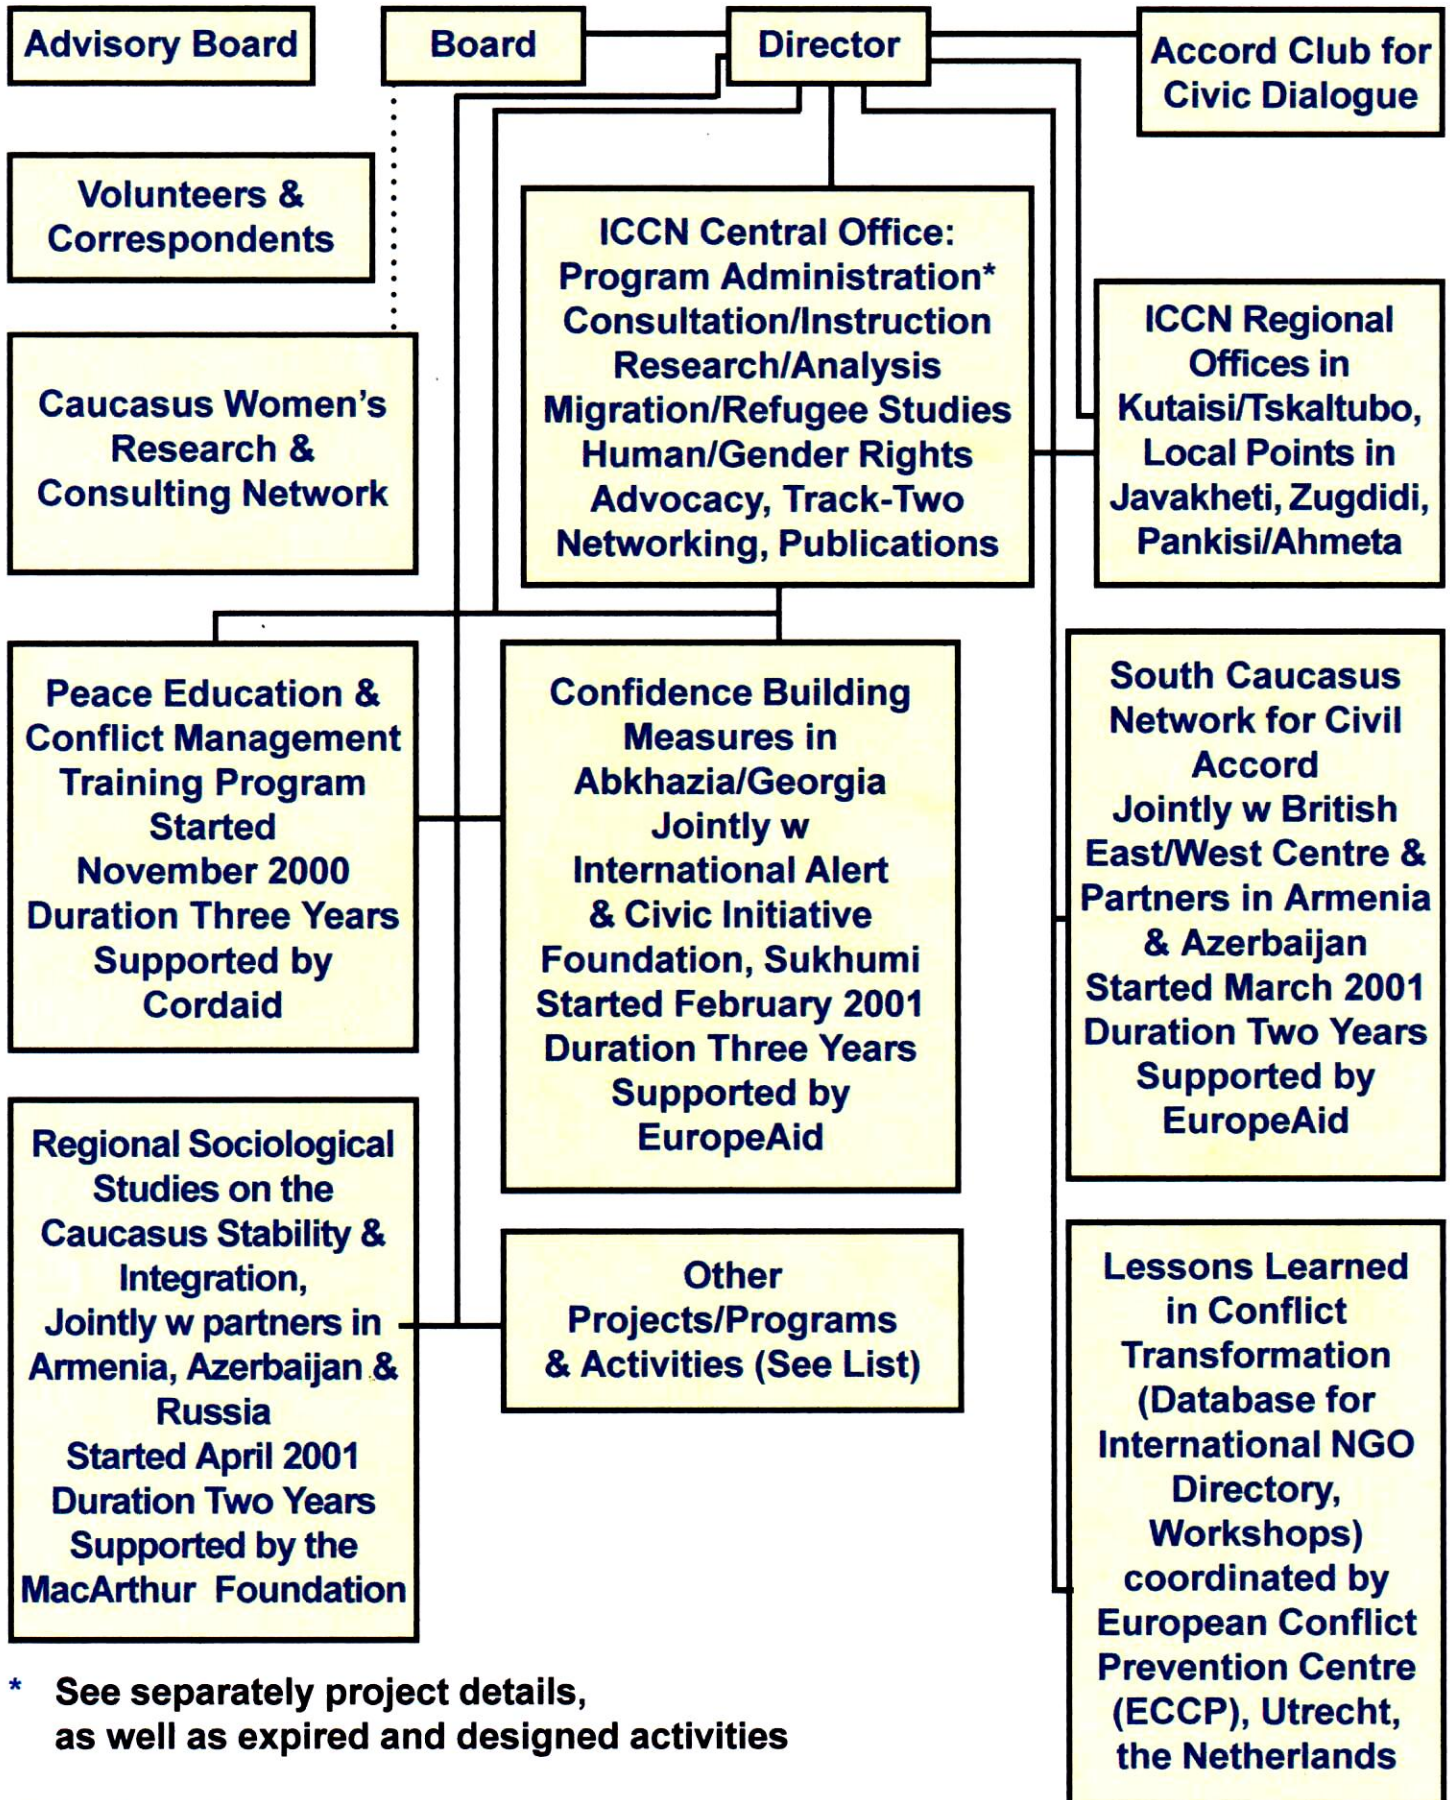 Advisory Board
Board
Director
Accord Club for
Civic Dialogue
Volunteers &
Correspondents
ICCN Central Office:
Program Administration*
Consultation/Instruction
Research/Analysis
Migration/Refugee Studies
Human/Gender Rights
Advocacy, Track-Two
Networking, Publications
ICCN Regional
Offices in
Kutaisi/Tskaltubo,
Local Points in
Javakheti, Zugdidi,
Pankisi/Ahmeta
Caucasus Women's
Research &
Consulting Network
Peace Education &
Conflict Management
Training Program
Started
November 2000
Duration Three Years
Supported by
Cordaid
Confidence Building
Measures in
Abkhazia/Georgia
Jointly w
International Alert
& Civic Initiative
Foundation, Sukhumi
Started February 2001
Duration Three Years
Supported by
EuropeAid
South Caucasus
Network for Civil
Accord
Jointly w British
East/West Centre &
Partners in Armenia
& Azerbaijan
Started March 2001
Duration Two Years
Supported by
EuropeAid
Regional Sociological
Studies on the
Caucasus Stability &
Integration,
Jointly w partners in
Armenia, Azerbaijan &
Russia
Started April 2001
Duration Two Years
Supported by the
MacArthur Foundation
Other
Projects/Programs
& Activities (See List)
Lessons Learned
in Conflict
Transformation
(Database for
International NGO
Directory,
Workshops)
coordinated by
European Conflict
Prevention Centre
(ECCP), Utrecht,
the Netherlands
* See separately project details,
as well as expired and designed activities